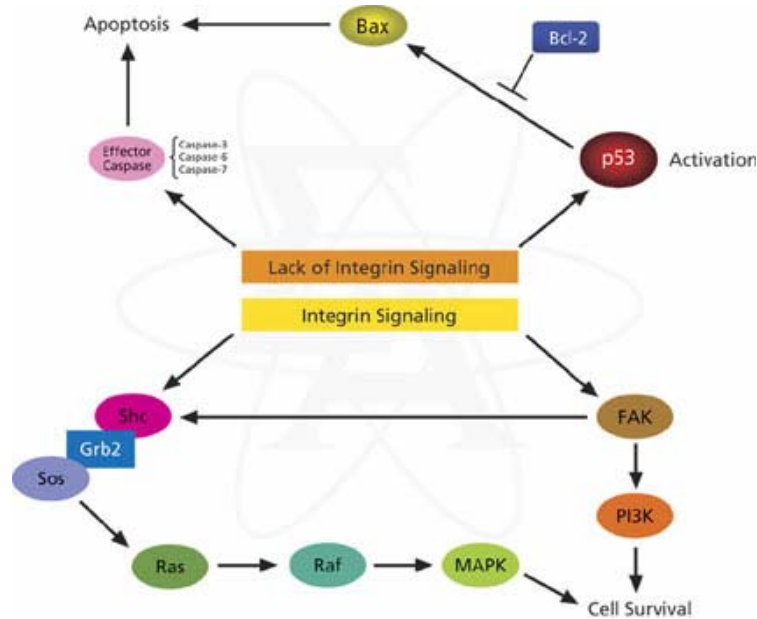 Apoptosis
Bax
Bcl-2
Effector
Caspase
Caspase-3
Caspase-6
Caspase-7
p53
Activation
Lack of Integrin Signaling
Integrin Signaling
Shc
FAK
Grb2
Sos
PI3K
Ras
Raf
MAPK
Cell Survival